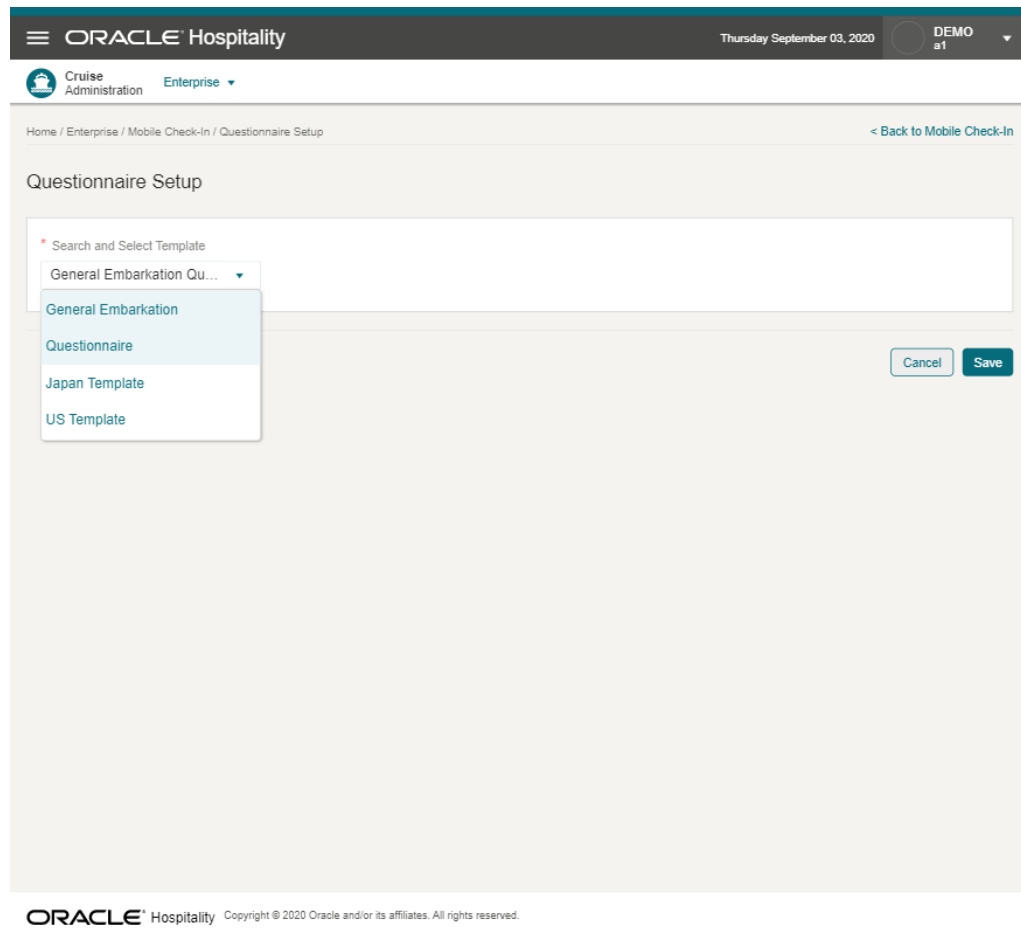 ORACLE Hospitality
Thursday September 03, 2020
DEMO
a1
Cruise
Administration
Enterprise
Home / Enterprise / Mobile Check-In / Questionnaire Setup
< Back to Mobile Check-In
Questionnaire Setup
* Search and Select Template
General Embarkation Qu...
General Embarkation
Questionnaire
Japan Template
US Template
Cancel
Save
ORACLE Hospitality Copyright © 2020 Oracle and/or its affiliates. All rights reserved.